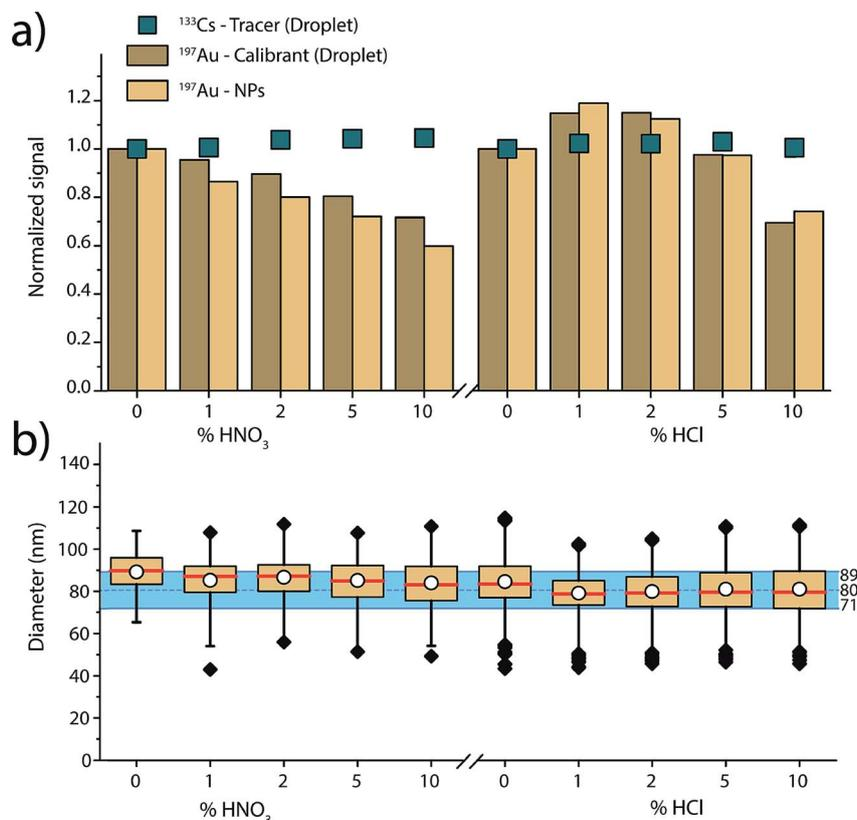 a)
¹³³Cs - Tracer (Droplet)
¹⁹⁷Au - Calibrant (Droplet)
¹⁹⁷Au - NPs
Normalized signal
1.2
1.0
0.8
0.6
0.4
0.2
0.0
0 1 2 5 10 0 1 2 5 10
% HNO₃ % HCl
b)
Diameter (nm)
140
120
100
80
60
40
20
0
89
80
71
0 1 2 5 10 0 1 2 5 10
% HNO₃ % HCl